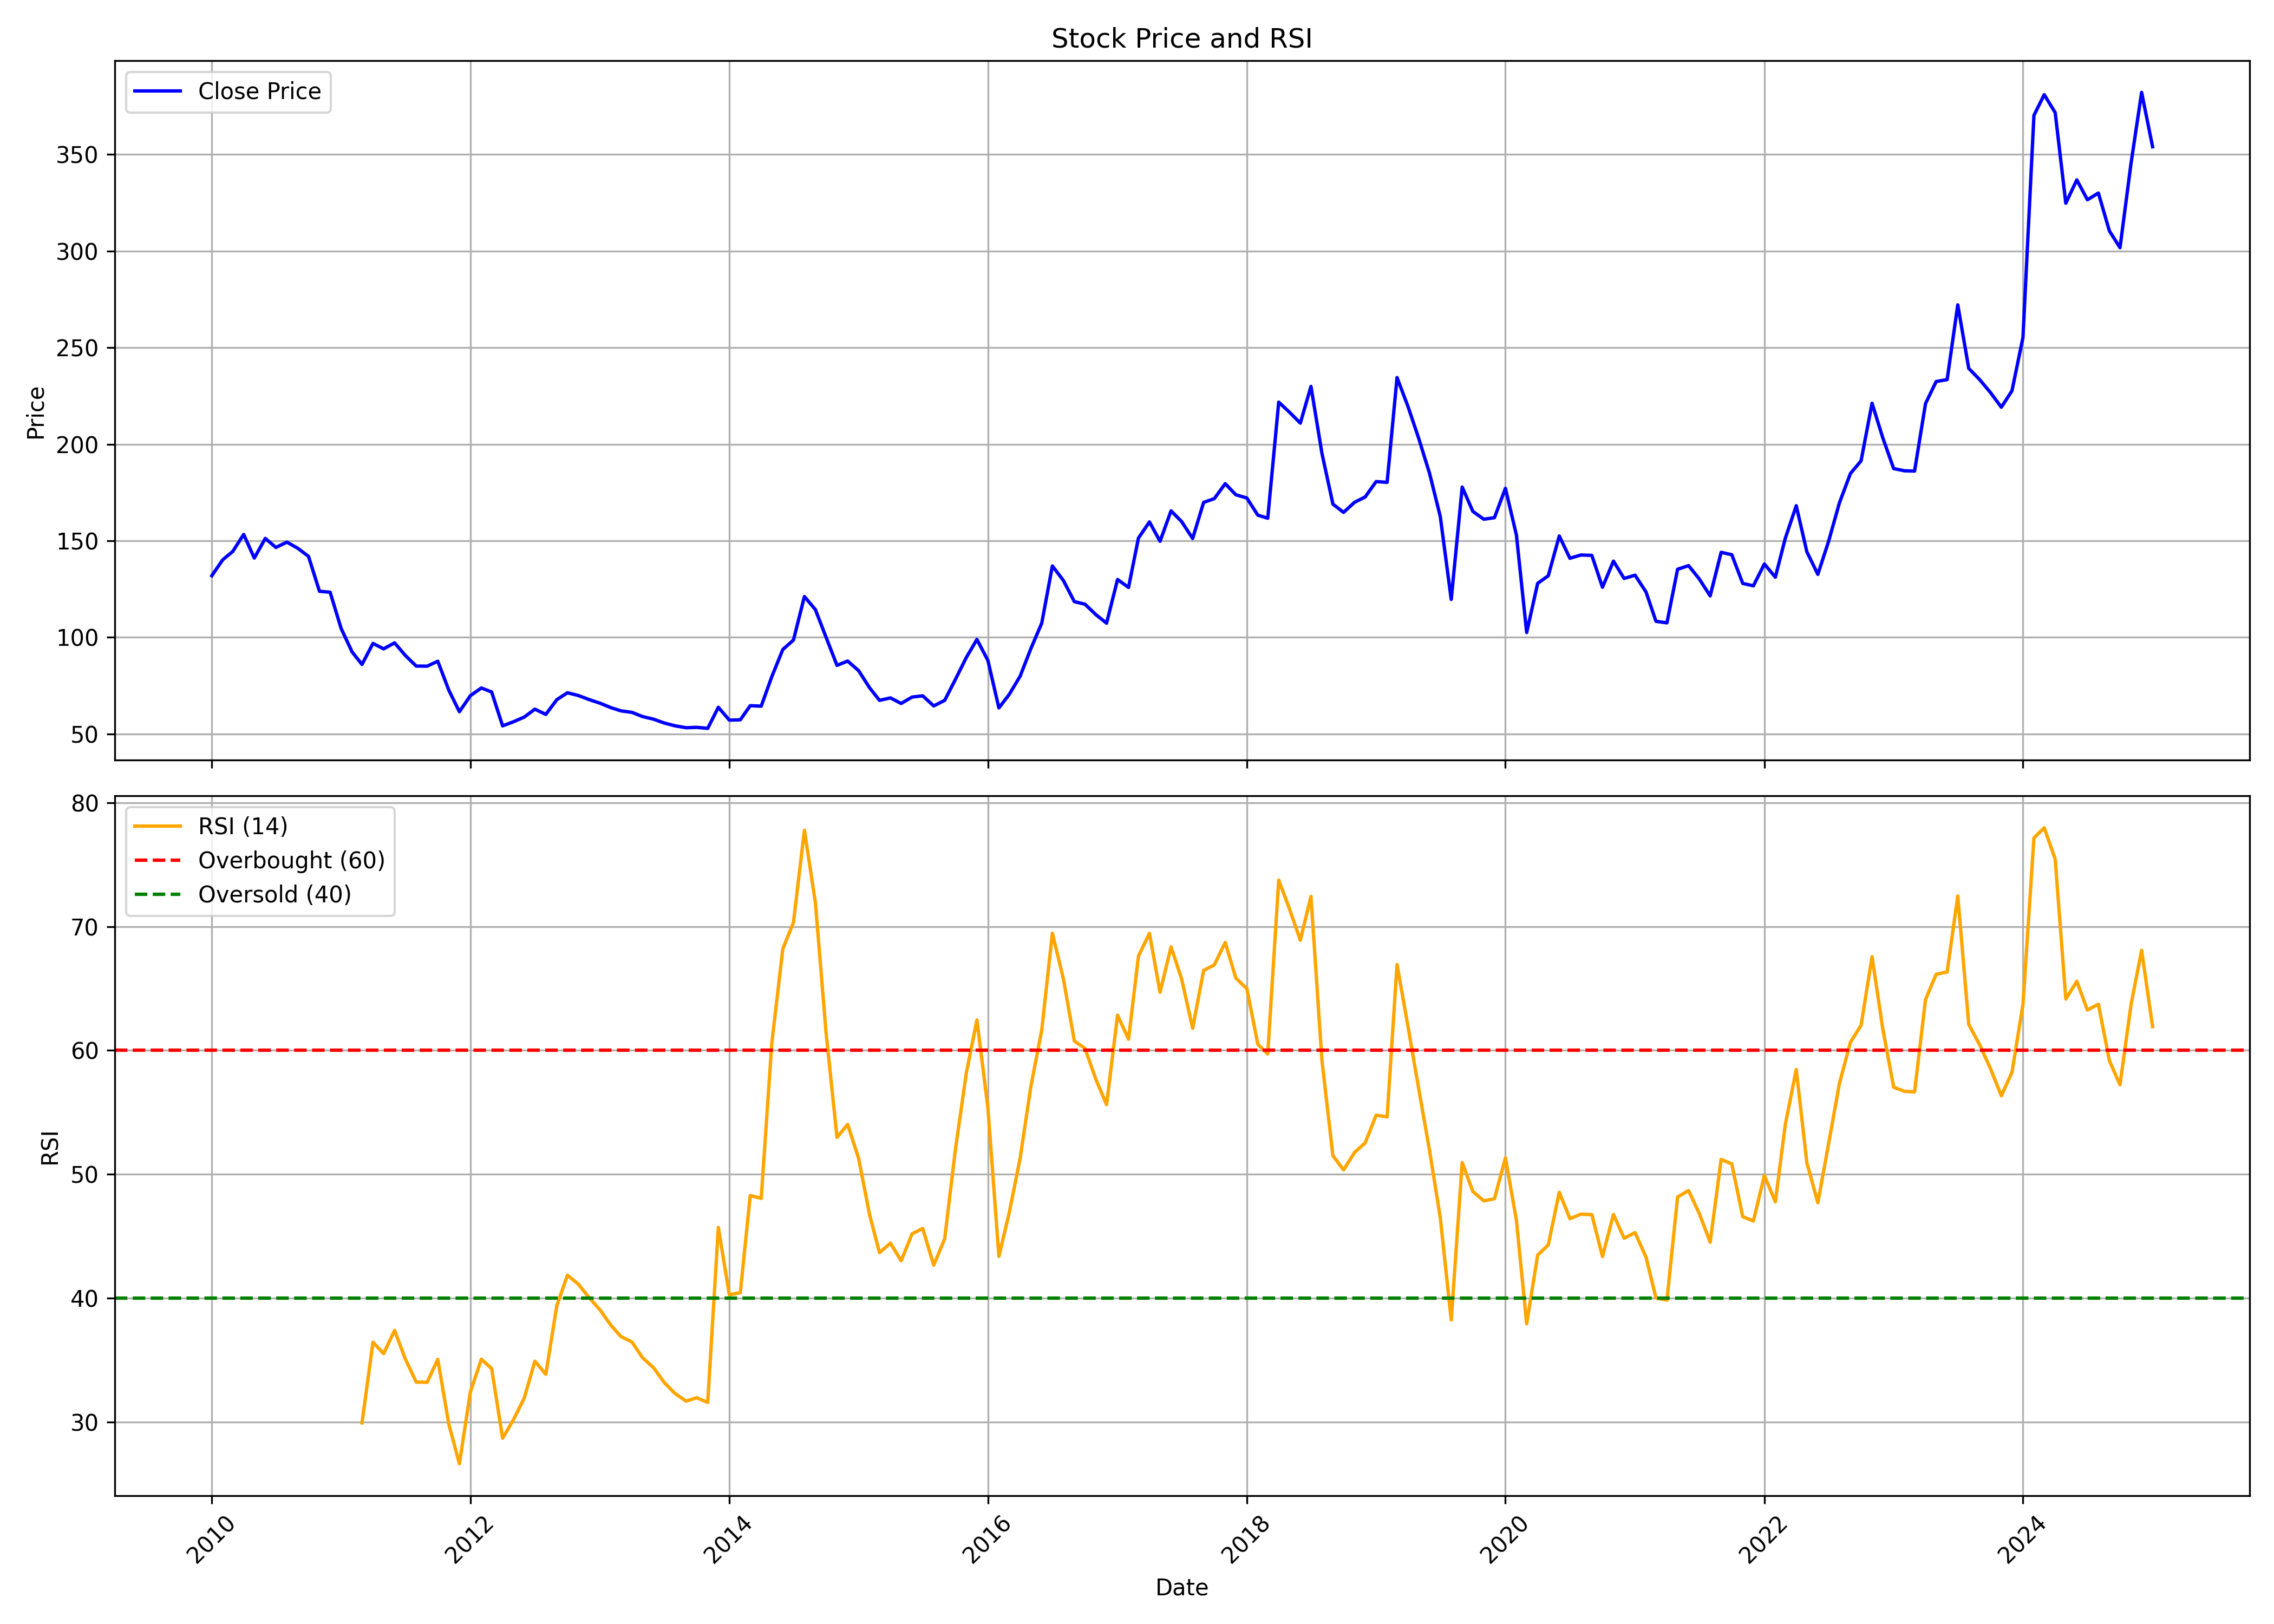 Stock Price and RSI
Close Price
Price
350
300
250
200
150
100
50
RSI (14)
Overbought (60)
Oversold (40)
RSI
80
70
60
50
40
30
2010
2012
2014
2016
2018
2020
2022
2024
Date